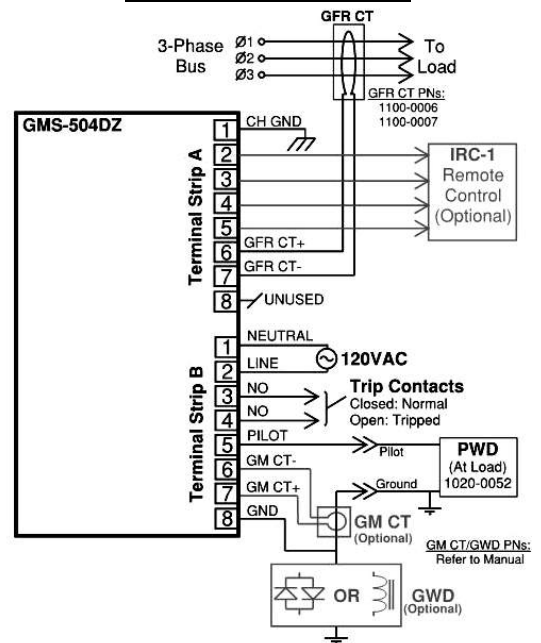 GFR CT
3-Phase
Bus
Ø1
Ø2
Ø3
To
Load
GFR CT PNs:
1100-0006
1100-0007
GMS-504DZ
Terminal Strip A
1 CH GND
2
3
4
5
6 GFR CT+
7 GFR CT-
8 UNUSED
IRC-1
Remote
Control
(Optional)
Terminal Strip B
1 NEUTRAL
2 LINE
3 NO
4 NO
5 PILOT
6 GM CT-
7 GM CT+
8 GND
120VAC
Trip Contacts
Closed: Normal
Open: Tripped
Pilot
Ground
PWD
(At Load)
1020-0052
GM CT
(Optional)
GM CT/GWD PNs:
Refer to Manual
OR
GWD
(Optional)